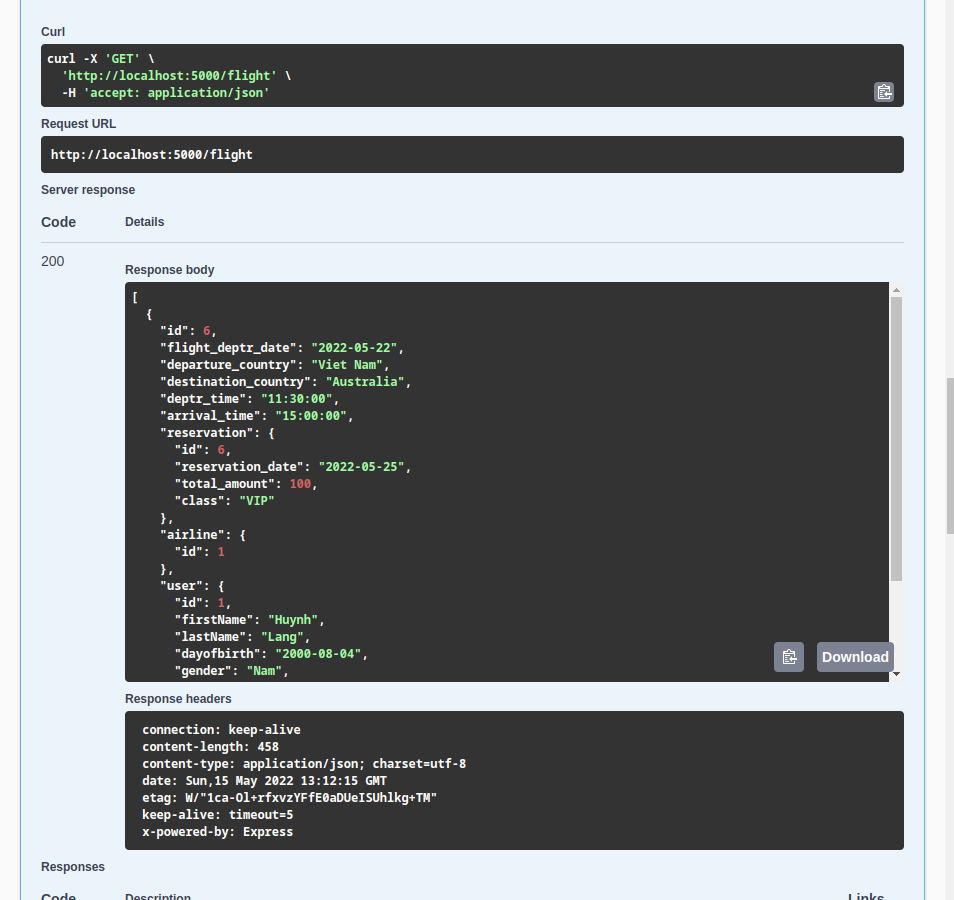 Curl
curl -X 'GET' \
  'http://localhost:5000/flight' \
  -H 'accept: application/json'
Request URL
http://localhost:5000/flight
Server response
Code Details
200
Response body
[
  {
    "id": 6,
    "flight_deptr_date": "2022-05-22",
    "departure_country": "Viet Nam",
    "destination_country": "Australia",
    "deptr_time": "11:30:00",
    "arrival_time": "15:00:00",
    "reservation": {
      "id": 6,
      "reservation_date": "2022-05-25",
      "total_amount": 100,
      "class": "VIP"
    },
    "airline": {
      "id": 1
    },
    "user": {
      "id": 1,
      "firstName": "Huynh",
      "lastName": "Lang",
      "dayofbirth": "2000-08-04",
      "gender": "Nam",
Download
Response headers
connection: keep-alive
content-length: 458
content-type: application/json; charset=utf-8
date: Sun,15 May 2022 13:12:15 GMT
etag: W/"1ca-Ol+rfxvzYFfE0aDUeISUhlkg+TM"
keep-alive: timeout=5
x-powered-by: Express
Responses
Code Description Links